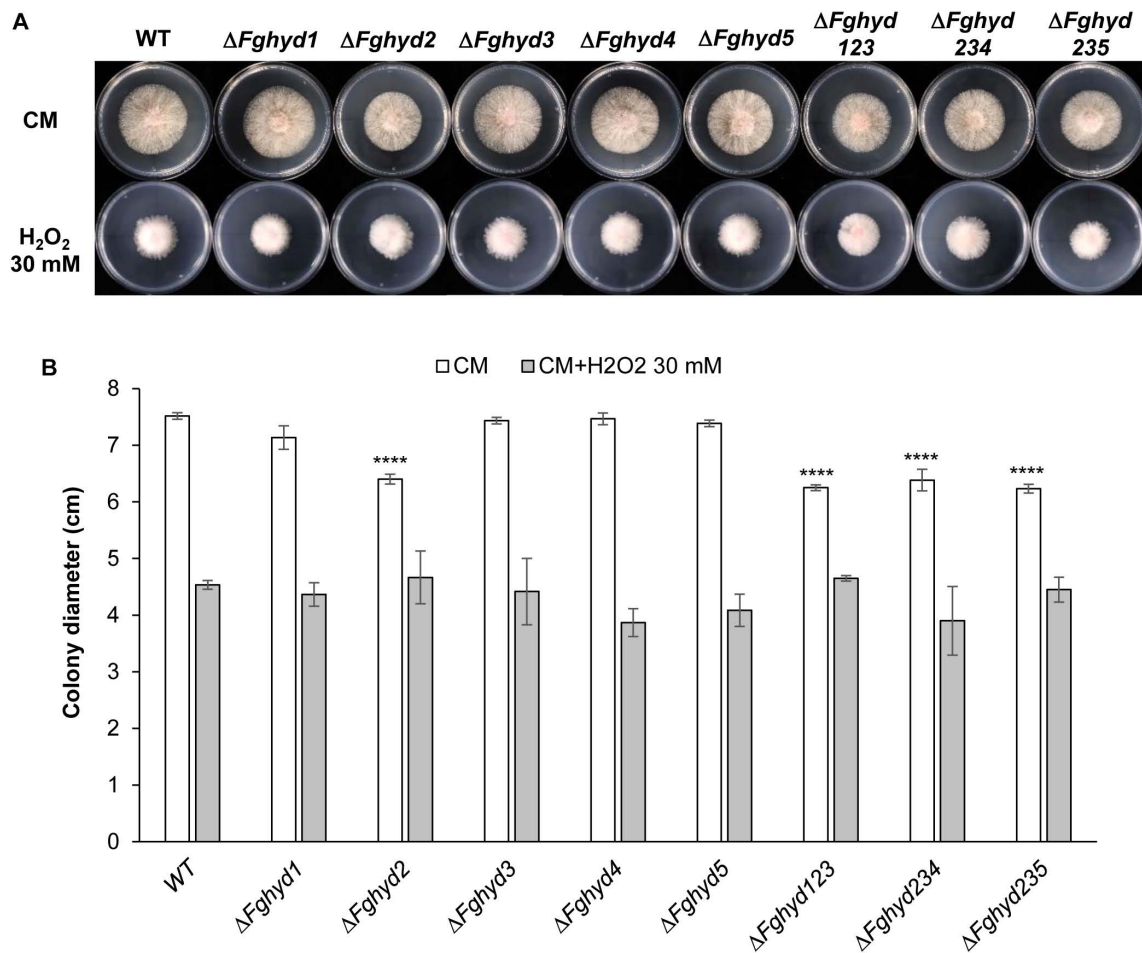 A
WT ΔFghyd1 ΔFghyd2 ΔFghyd3 ΔFghyd4 ΔFghyd5 ΔFghyd 123 ΔFghyd 234 ΔFghyd 235
CM
H₂O₂
30 mM
B
CM CM+H2O2 30 mM
Colony diameter (cm)
8
7
6
5
4
3
2
1
0
****
****
****
****
WT ΔFghyd1 ΔFghyd2 ΔFghyd3 ΔFghyd4 ΔFghyd5 ΔFghyd123 ΔFghyd234 ΔFghyd235